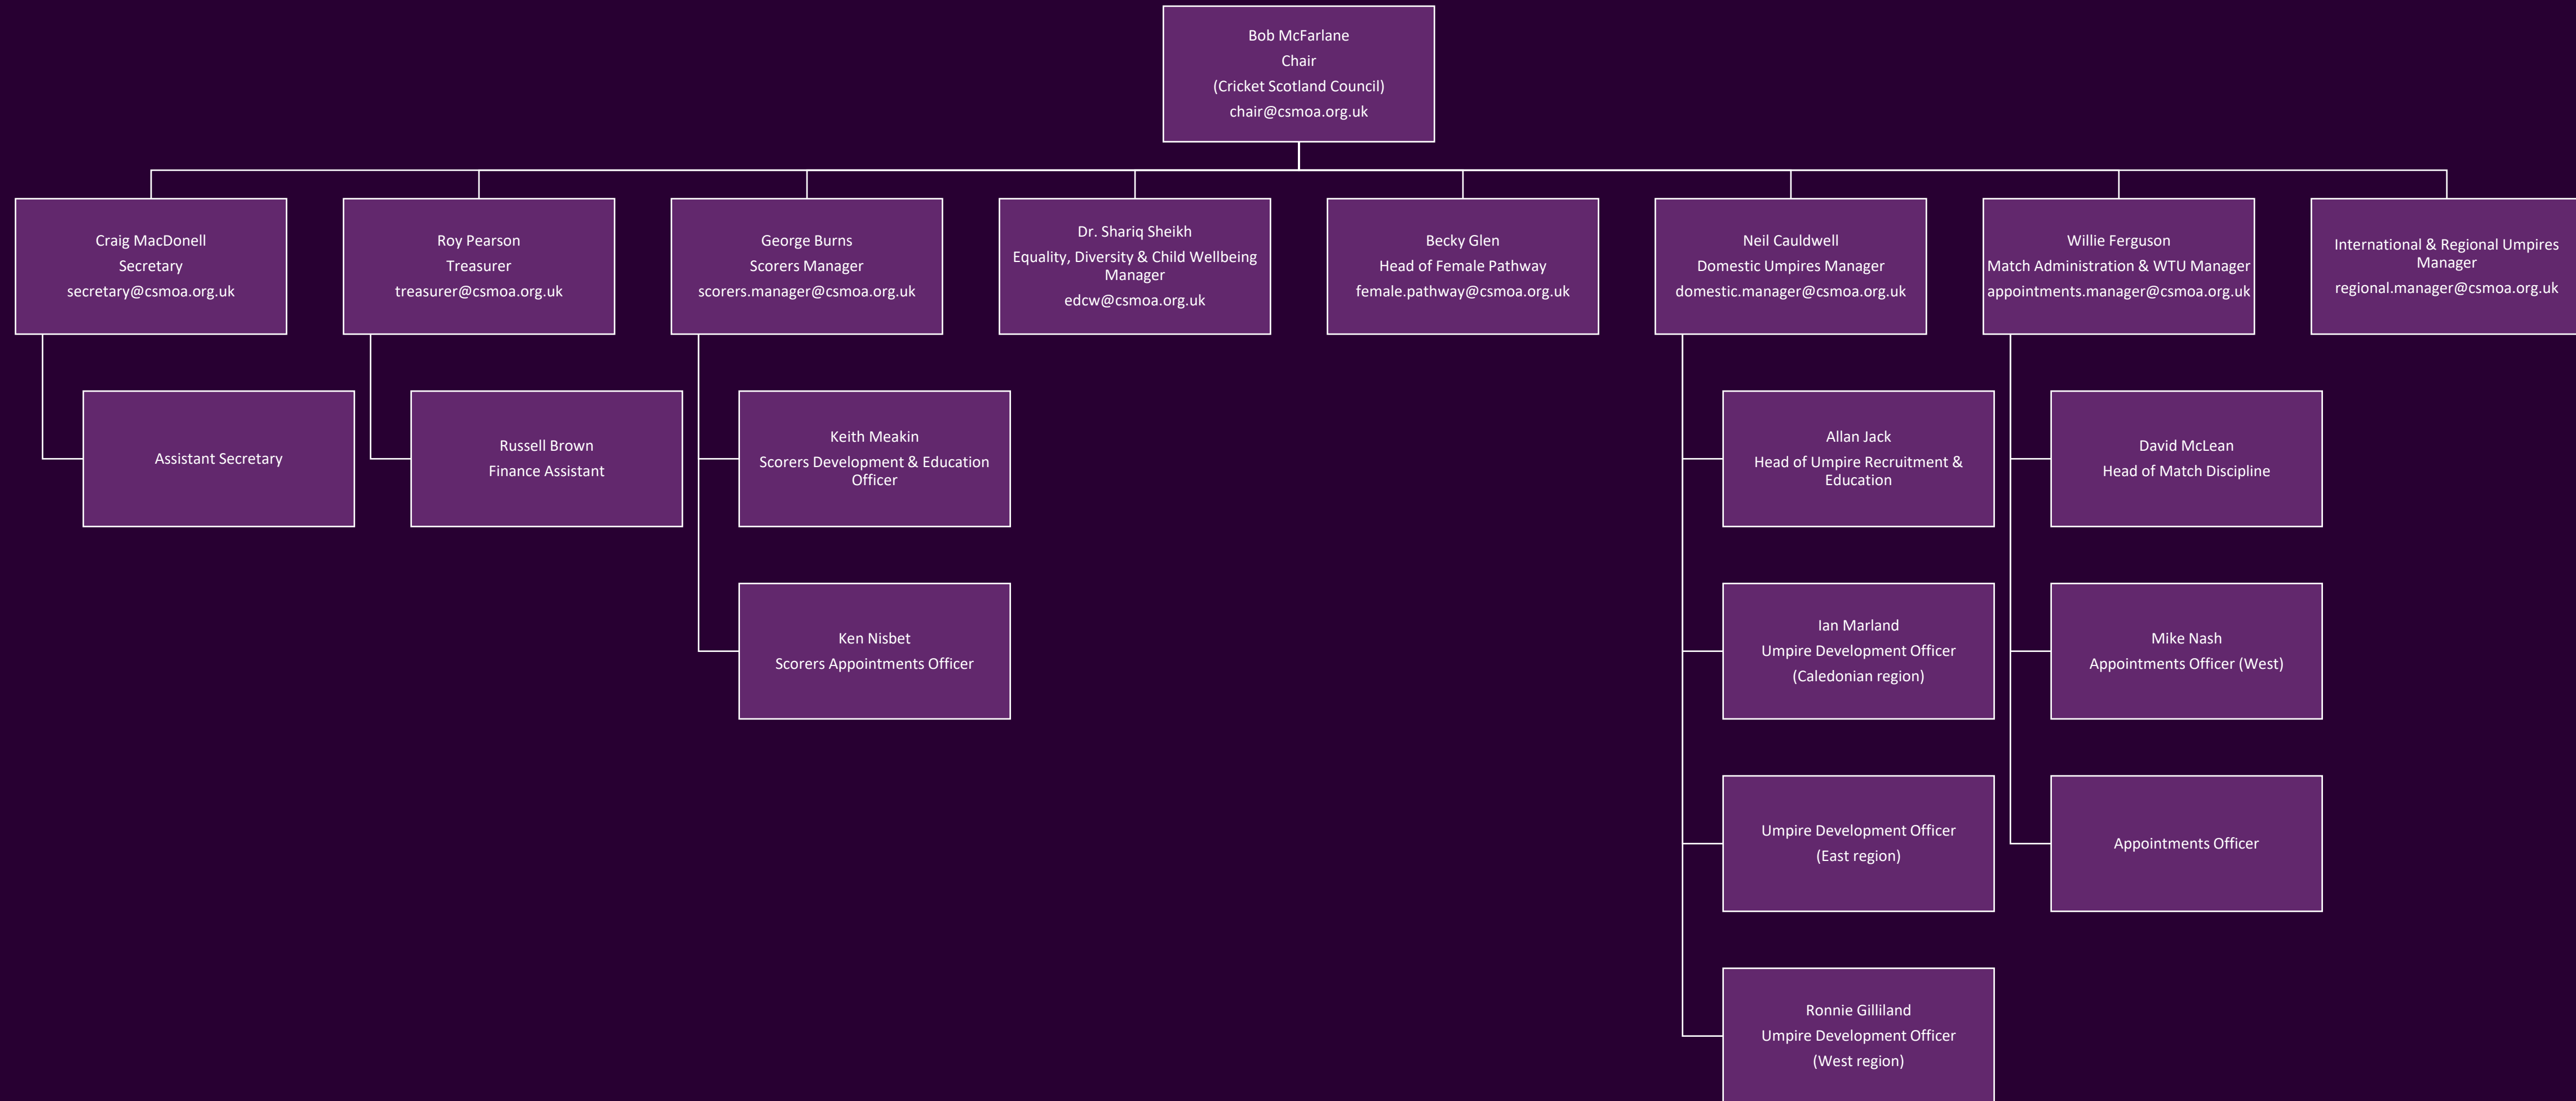 Bob McFarlane
Chair
(Cricket Scotland Council)
chair@csmoa.org.uk
Craig MacDonell
Secretary
secretary@csmoa.org.uk
Roy Pearson
Treasurer
treasurer@csmoa.org.uk
George Burns
Scorers Manager
scorers.manager@csmoa.org.uk
Dr. Shariq Sheikh
Equality, Diversity & Child Wellbeing
Manager
edcw@csmoa.org.uk
Becky Glen
Head of Female Pathway
female.pathway@csmoa.org.uk
Neil Cauldwell
Domestic Umpires Manager
domestic.manager@csmoa.org.uk
Willie Ferguson
Match Administration & WTU Manager
appointments.manager@csmoa.org.uk
International & Regional Umpires
Manager
regional.manager@csmoa.org.uk
Assistant Secretary
Russell Brown
Finance Assistant
Keith Meakin
Scorers Development & Education
Officer
Allan Jack
Head of Umpire Recruitment &
Education
David McLean
Head of Match Discipline
Ken Nisbet
Scorers Appointments Officer
Ian Marland
Umpire Development Officer
(Caledonian region)
Mike Nash
Appointments Officer (West)
Umpire Development Officer
(East region)
Appointments Officer
Ronnie Gilliland
Umpire Development Officer
(West region)